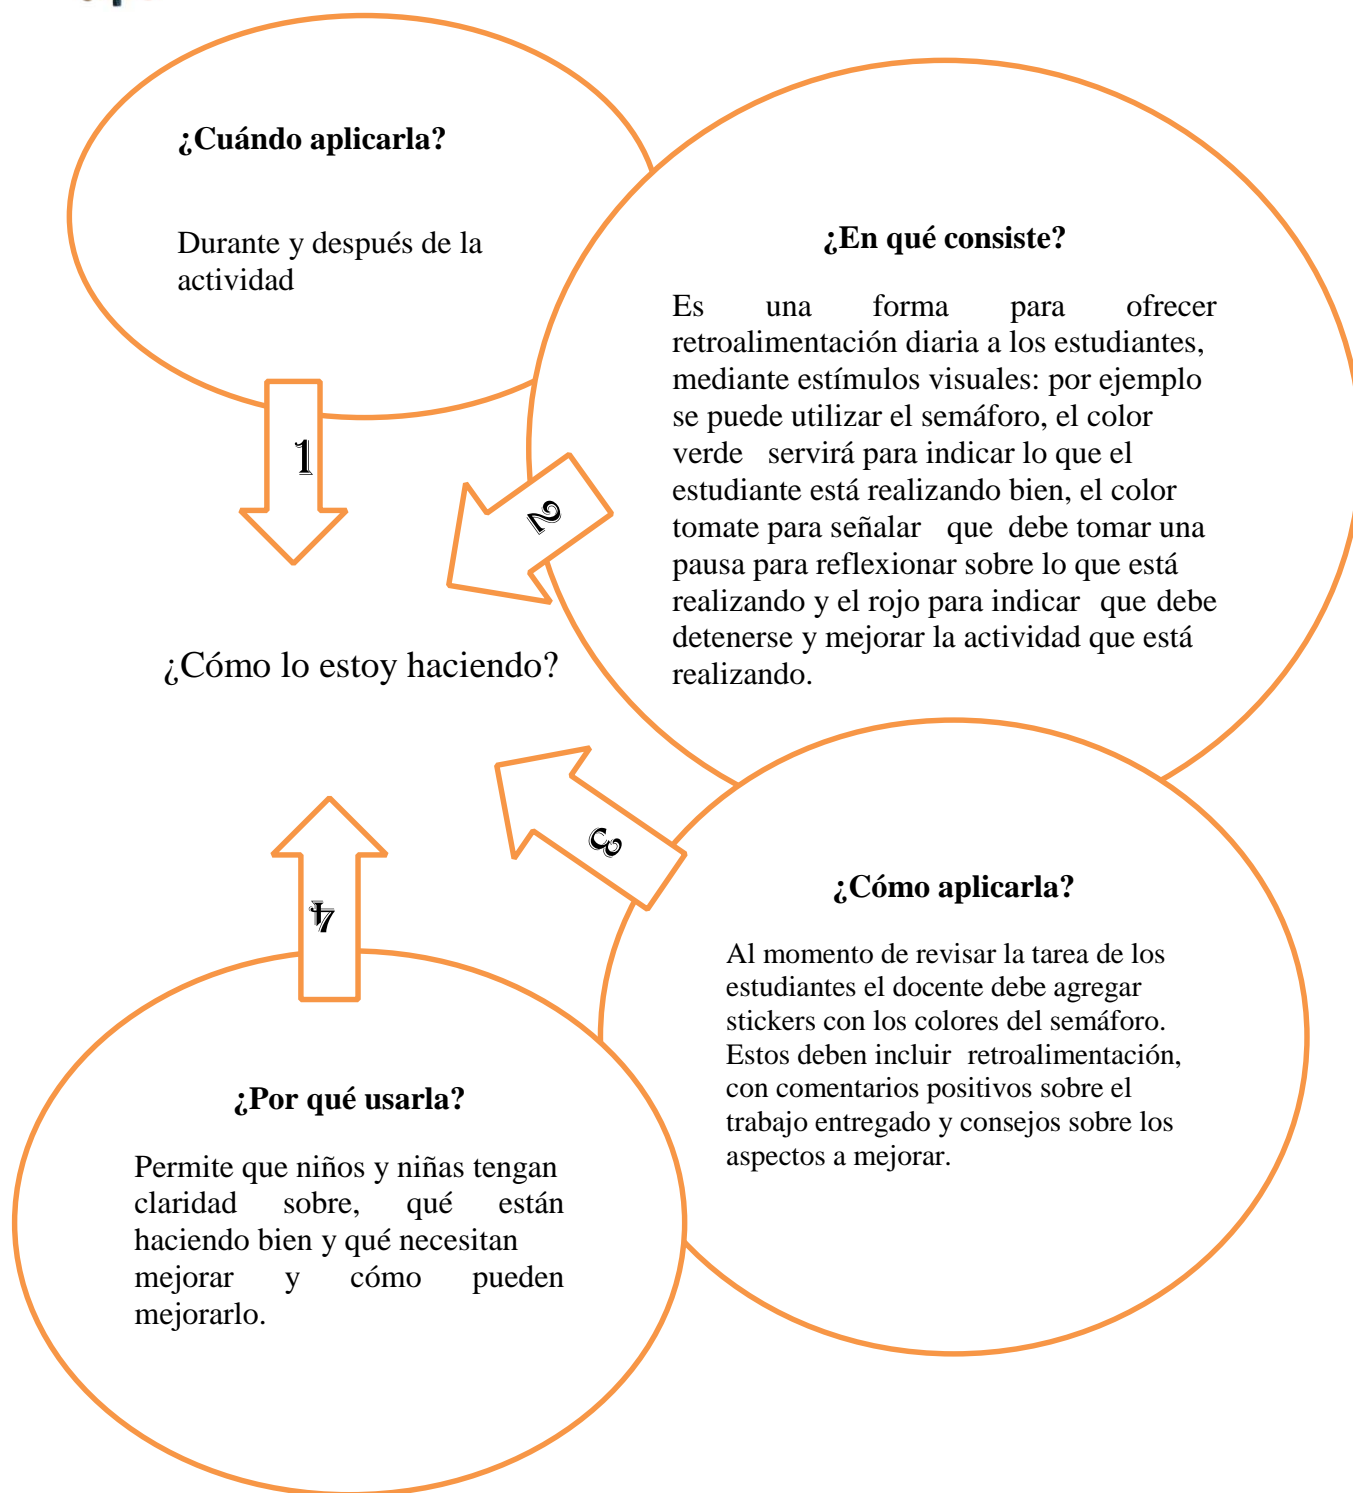 ¿Cuándo aplicarla?
Durante y después de la
actividad
1
¿En qué consiste?
Es una forma para ofrecer
retroalimentación diaria a los estudiantes,
mediante estímulos visuales: por ejemplo
se puede utilizar el semáforo, el color
verde servirá para indicar lo que el
estudiante está realizando bien, el color
tomate para señalar que debe tomar una
pausa para reflexionar sobre lo que está
realizando y el rojo para indicar que debe
detenerse y mejorar la actividad que está
realizando.
2
¿Cómo lo estoy haciendo?
3
¿Cómo aplicarla?
Al momento de revisar la tarea de los
estudiantes el docente debe agregar
stickers con los colores del semáforo.
Estos deben incluir retroalimentación,
con comentarios positivos sobre el
trabajo entregado y consejos sobre los
aspectos a mejorar.
4
¿Por qué usarla?
Permite que niños y niñas tengan
claridad sobre, qué están
haciendo bien y qué necesitan
mejorar y cómo pueden
mejorarlo.